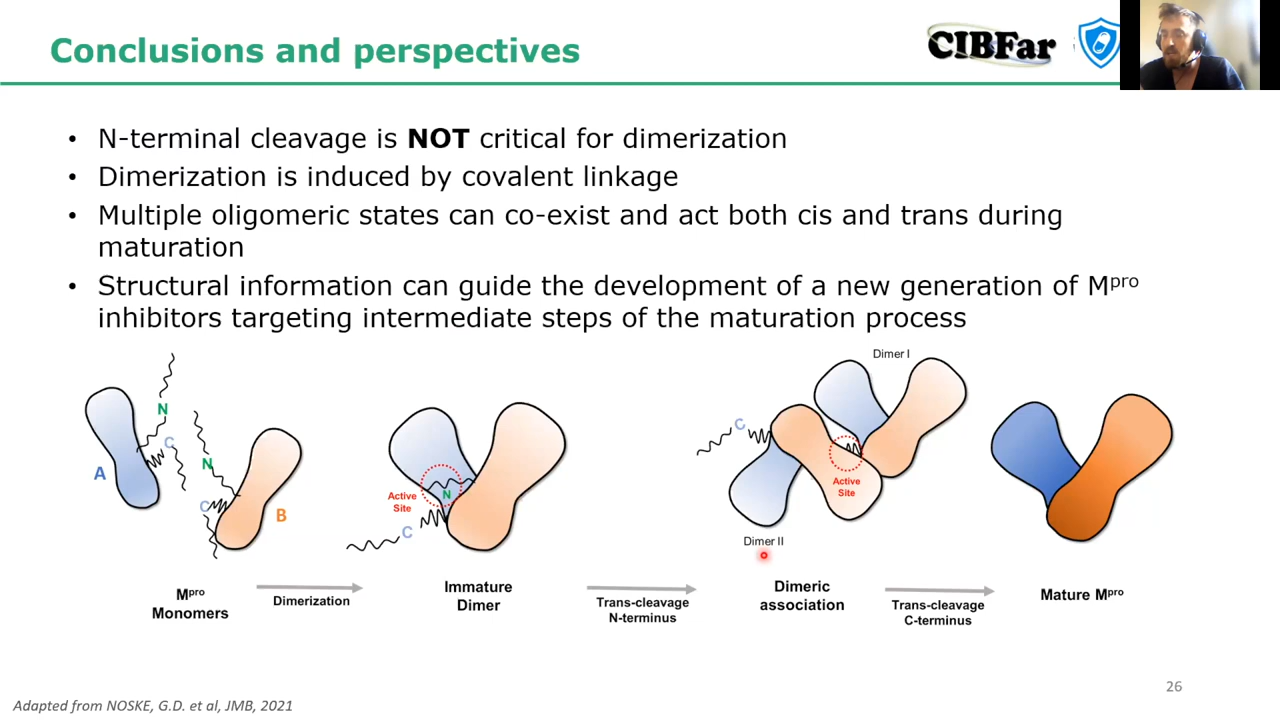 Conclusions and perspectives
CIBFar
• N-terminal cleavage is NOT critical for dimerization
• Dimerization is induced by covalent linkage
• Multiple oligomeric states can co-exist and act both cis and trans during
maturation
• Structural information can guide the development of a new generation of Mᵖʳᵒ
inhibitors targeting intermediate steps of the maturation process
N
C
A
N
C
B
Active
Site
N
C
Dimer I
C
Active
Site
Dimer II
Mᵖʳᵒ
Monomers
Dimerization
Immature
Dimer
Trans-cleavage
N-terminus
Dimeric
association
Trans-cleavage
C-terminus
Mature Mᵖʳᵒ
26
Adapted from NOSKE, G.D. et al, JMB, 2021